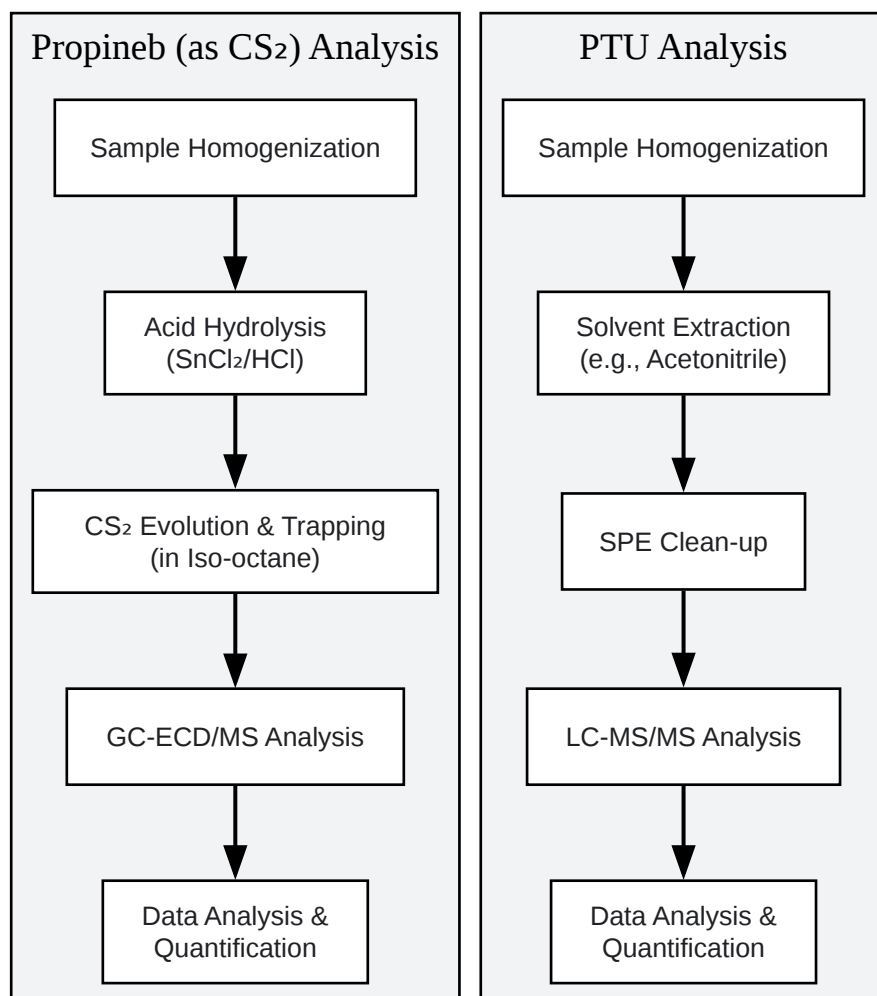 Propineb (as CS₂) Analysis
Sample Homogenization
Acid Hydrolysis
(SnCl₂/HCl)
CS₂ Evolution & Trapping
(in Iso-octane)
GC-ECD/MS Analysis
Data Analysis &
Quantification
PTU Analysis
Sample Homogenization
Solvent Extraction
(e.g., Acetonitrile)
SPE Clean-up
LC-MS/MS Analysis
Data Analysis &
Quantification